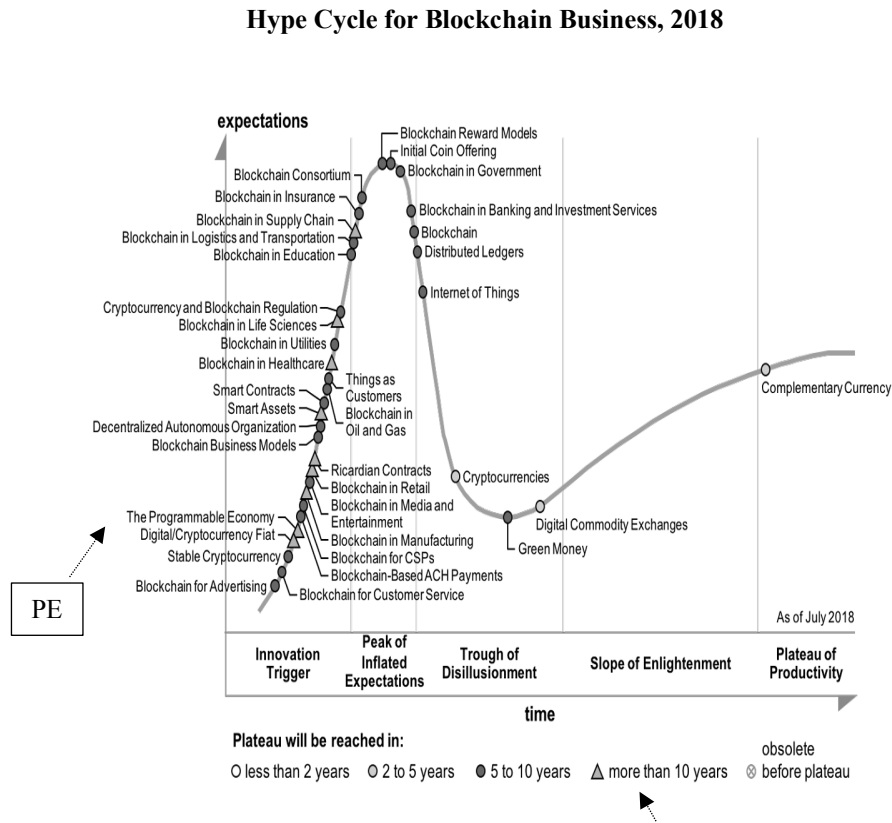 Hype Cycle for Blockchain Business, 2018
expectations
Blockchain Reward Models
Initial Coin Offering
Blockchain in Government
Blockchain Consortium
Blockchain in Insurance
Blockchain in Supply Chain
Blockchain in Logistics and Transportation
Blockchain in Education
Blockchain in Banking and Investment Services
Blockchain
Distributed Ledgers
Internet of Things
Cryptocurrency and Blockchain Regulation
Blockchain in Life Sciences
Blockchain in Utilities
Blockchain in Healthcare
Smart Contracts
Smart Assets
Decentralized Autonomous Organization
Blockchain Business Models
Things as
Customers
Blockchain in
Oil and Gas
Ricardian Contracts
Blockchain in Retail
Blockchain in Media and
Entertainment
Blockchain in Manufacturing
Blockchain for CSPs
Blockchain-Based ACH Payments
Blockchain for Customer Service
The Programmable Economy
Digital/Cryptocurrency Fiat
Stable Cryptocurrency
Blockchain for Advertising
PE
Cryptocurrencies
Digital Commodity Exchanges
Green Money
Complementary Currency
As of July 2018
Innovation
Trigger
Peak of
Inflated
Expectations
Trough of
Disillusionment
Slope of Enlightenment
Plateau of
Productivity
time
Plateau will be reached in:
less than 2 years
2 to 5 years
5 to 10 years
more than 10 years
obsolete
before plateau